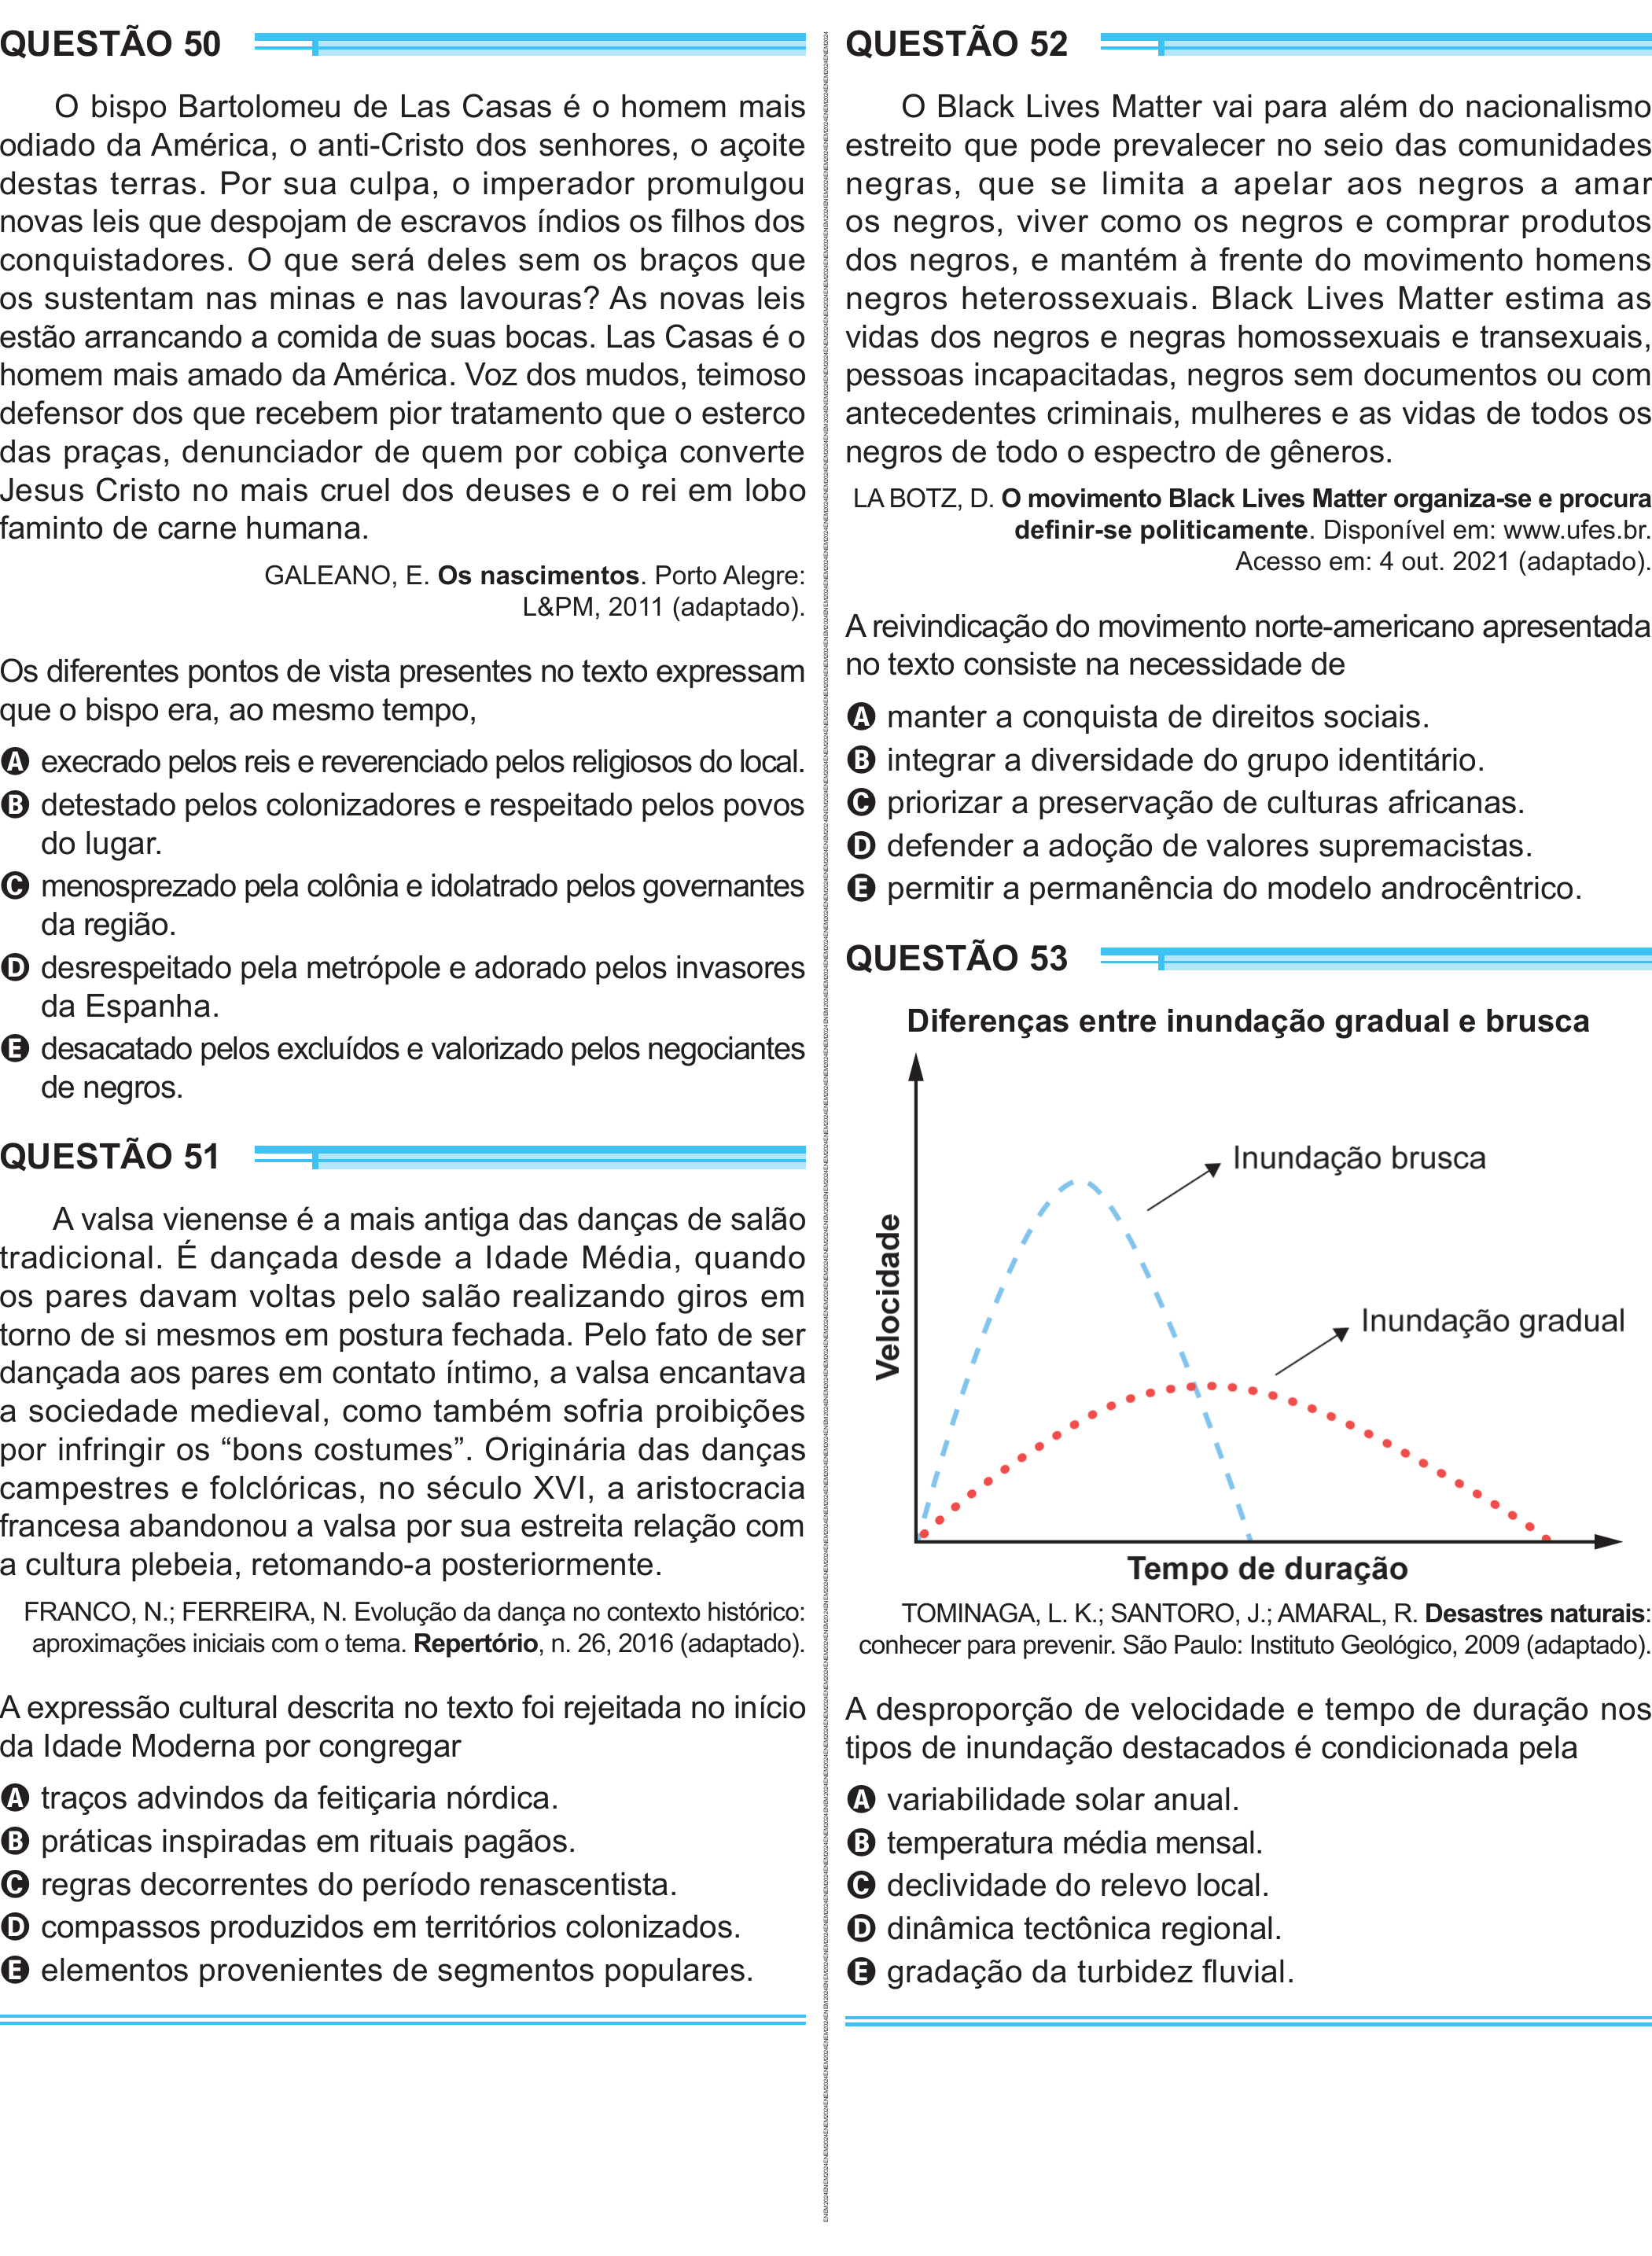 QUESTÃO 50
O bispo Bartolomeu de Las Casas é o homem mais
odiado da América, o anti-Cristo dos senhores, o açoite
destas terras. Por sua culpa, o imperador promulgou
novas leis que despojam de escravos índios os filhos dos
conquistadores. O que será deles sem os braços que
os sustentam nas minas e nas lavouras? As novas leis
estão arrancando a comida de suas bocas. Las Casas é o
homem mais amado da América. Voz dos mudos, teimoso
defensor dos que recebem pior tratamento que o esterco
das praças, denunciador de quem por cobiça converte
Jesus Cristo no mais cruel dos deuses e o rei em lobo
faminto de carne humana.
GALEANO, E. Os nascimentos. Porto Alegre:
L&PM, 2011 (adaptado).
Os diferentes pontos de vista presentes no texto expressam
que o bispo era, ao mesmo tempo,
A execrado pelos reis e reverenciado pelos religiosos do local.
B detestado pelos colonizadores e respeitado pelos povos
do lugar.
C menosprezado pela colônia e idolatrado pelos governantes
da região.
D desrespeitado pela metrópole e adorado pelos invasores
da Espanha.
E desacatado pelos excluídos e valorizado pelos negociantes
de negros.
QUESTÃO 51
A valsa vienense é a mais antiga das danças de salão
tradicional. É dançada desde a Idade Média, quando
os pares davam voltas pelo salão realizando giros em
torno de si mesmos em postura fechada. Pelo fato de ser
dançada aos pares em contato íntimo, a valsa encantava
a sociedade medieval, como também sofria proibições
por infringir os “bons costumes”. Originária das danças
campestres e folclóricas, no século XVI, a aristocracia
francesa abandonou a valsa por sua estreita relação com
a cultura plebeia, retomando-a posteriormente.
FRANCO, N.; FERREIRA, N. Evolução da dança no contexto histórico:
aproximações iniciais com o tema. Repertório, n. 26, 2016 (adaptado).
A expressão cultural descrita no texto foi rejeitada no início
da Idade Moderna por congregar
A traços advindos da feitiçaria nórdica.
B práticas inspiradas em rituais pagãos.
C regras decorrentes do período renascentista.
D compassos produzidos em territórios colonizados.
E elementos provenientes de segmentos populares.
QUESTÃO 52
O Black Lives Matter vai para além do nacionalismo
estreito que pode prevalecer no seio das comunidades
negras, que se limita a apelar aos negros a amar
os negros, viver como os negros e comprar produtos
dos negros, e mantém à frente do movimento homens
negros heterossexuais. Black Lives Matter estima as
vidas dos negros e negras homossexuais e transexuais,
pessoas incapacitadas, negros sem documentos ou com
antecedentes criminais, mulheres e as vidas de todos os
negros de todo o espectro de gêneros.
LA BOTZ, D. O movimento Black Lives Matter organiza-se e procura
definir-se politicamente. Disponível em: www.ufes.br.
Acesso em: 4 out. 2021 (adaptado).
A reivindicação do movimento norte-americano apresentada
no texto consiste na necessidade de
A manter a conquista de direitos sociais.
B integrar a diversidade do grupo identitário.
C priorizar a preservação de culturas africanas.
D defender a adoção de valores supremacistas.
E permitir a permanência do modelo androcêntrico.
QUESTÃO 53
Diferenças entre inundação gradual e brusca
Inundação brusca
Inundação gradual
Velocidade
Tempo de duração
TOMINAGA, L. K.; SANTORO, J.; AMARAL, R. Desastres naturais:
conhecer para prevenir. São Paulo: Instituto Geológico, 2009 (adaptado).
A desproporção de velocidade e tempo de duração nos
tipos de inundação destacados é condicionada pela
A variabilidade solar anual.
B temperatura média mensal.
C declividade do relevo local.
D dinâmica tectônica regional.
E gradação da turbidez fluvial.